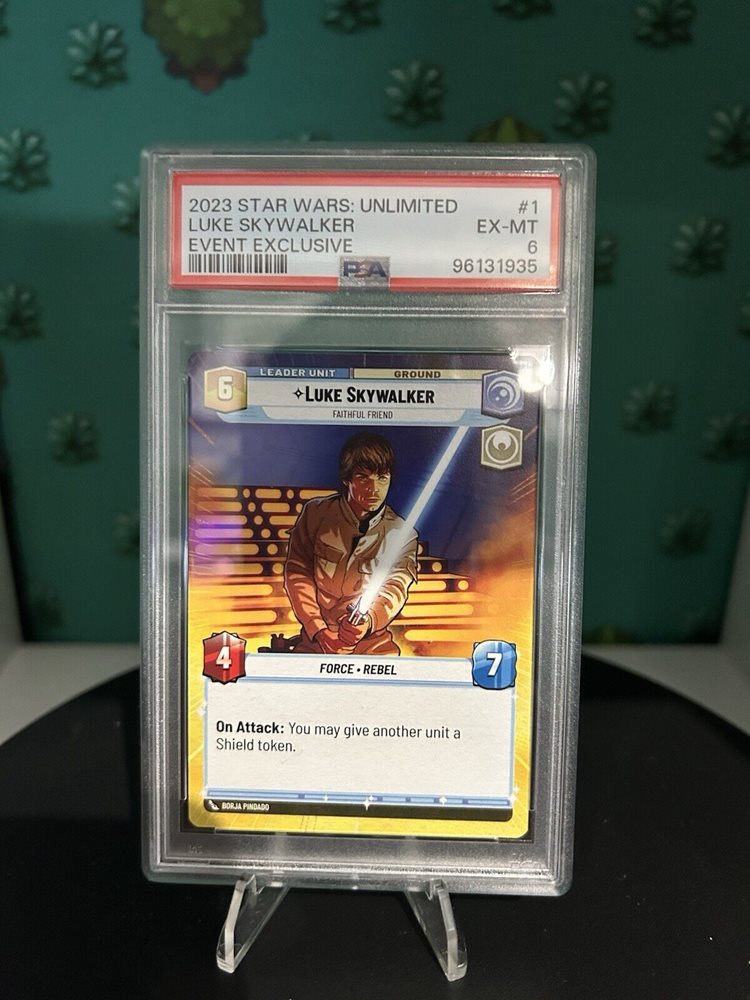 2023 STAR WARS: UNLIMITED #1
LUKE SKYWALKER EX-MT
EVENT EXCLUSIVE 6
PSA 96131935
LEADER UNIT GROUND
6
LUKE SKYWALKER
FAITHFUL FRIEND
4
FORCE • REBEL
7
On Attack: You may give another unit a
Shield token.
BORJA PINDADO